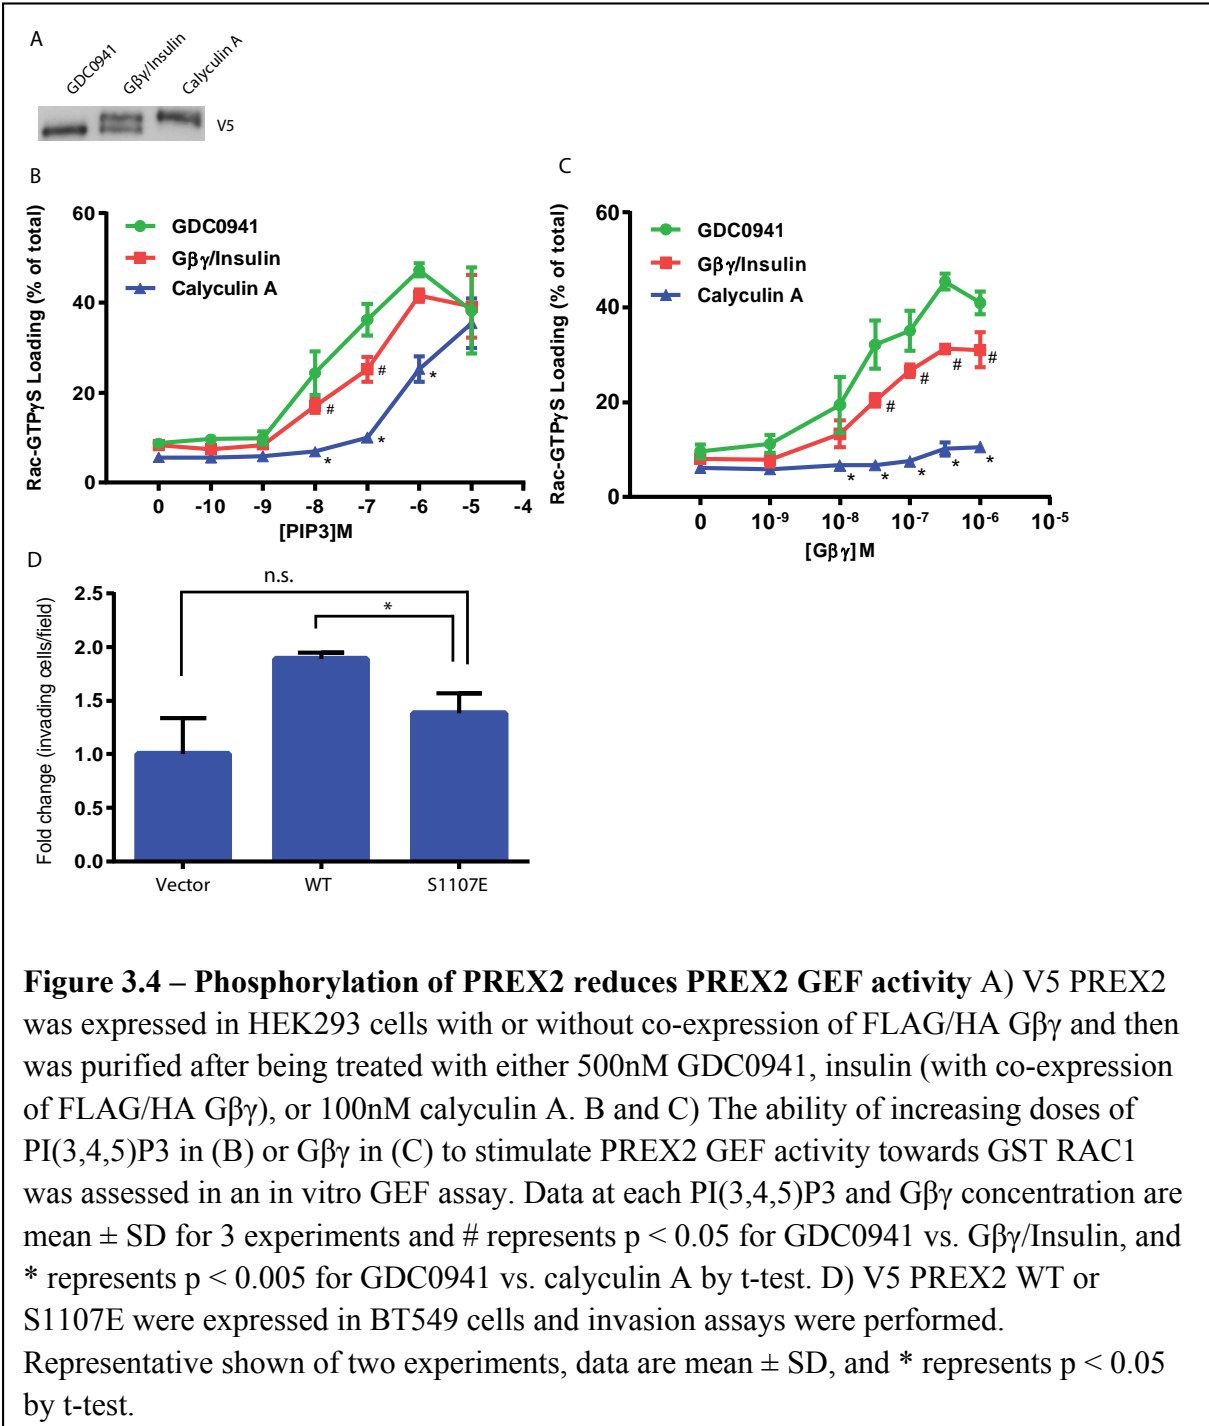 A
GDC0941
Gβγ/Insulin
Calyculin A
V5
B
Rac-GTPγS Loading (% of total)
60
40
20
0
GDC0941
Gβγ/Insulin
Calyculin A
#
#
*
*
*
0 -10 -9 -8 -7 -6 -5 -4
[PIP3]M
C
Rac-GTPγS Loading (% of total)
60
40
20
0
GDC0941
Gβγ/Insulin
Calyculin A
#
#
#
#
*
*
*
*
*
0 10⁻⁹ 10⁻⁸ 10⁻⁷ 10⁻⁶ 10⁻⁵
[Gβγ]M
D
Fold change (invading cells/field)
2.5
2.0
1.5
1.0
0.5
0.0
n.s.
*
Vector WT S1107E
Figure 3.4 – Phosphorylation of PREX2 reduces PREX2 GEF activity A) V5 PREX2
was expressed in HEK293 cells with or without co-expression of FLAG/HA Gβγ and then
was purified after being treated with either 500nM GDC0941, insulin (with co-expression
of FLAG/HA Gβγ), or 100nM calyculin A. B and C) The ability of increasing doses of
PI(3,4,5)P3 in (B) or Gβγ in (C) to stimulate PREX2 GEF activity towards GST RAC1
was assessed in an in vitro GEF assay. Data at each PI(3,4,5)P3 and Gβγ concentration are
mean ± SD for 3 experiments and # represents p < 0.05 for GDC0941 vs. Gβγ/Insulin, and
* represents p < 0.005 for GDC0941 vs. calyculin A by t-test. D) V5 PREX2 WT or
S1107E were expressed in BT549 cells and invasion assays were performed.
Representative shown of two experiments, data are mean ± SD, and * represents p < 0.05
by t-test.